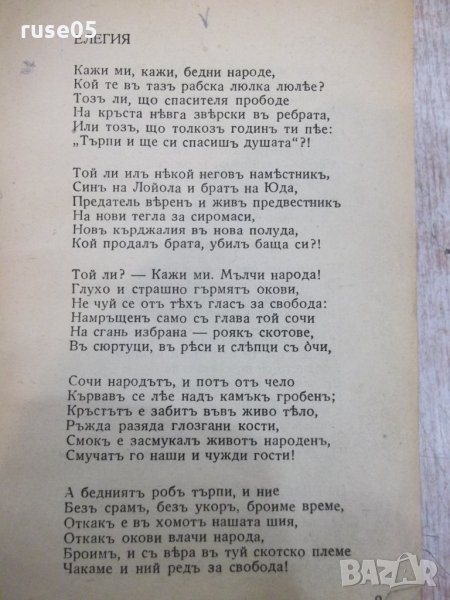 ruse05
ЕЛЕГИЯ
Кажи ми, кажи, бедни народе,
Кой те въ тазъ рабска люлка люлѣе?
Тозъ ли, що спасителя прободе
На кръста нѣвга звѣрски въ ребрата,
Или тозъ, що толкозъ годинъ ти пѣе:
„Търпи и ще си спасишъ душата“?!
Той ли илъ нѣкой неговъ намѣстникъ,
Синъ на Лойола и братъ на Юда,
Предатель вѣренъ и живъ предвестникъ
На нови тегла за сиромаси,
Новъ кърджалия въ нова полуда,
Кой продалъ брата, убилъ баща си?!
Той ли? — Кажи ми. Мълчи народа!
Глухо и страшно гърмятъ окови,
Не чуй се отъ тѣхъ гласъ за свобода:
Намръщенъ само съ глава той сочи
На сгань избрана — роякъ скотове,
Въ сюртуци, въ рѣси и слѣпци съ очи,
Сочи народътъ, и потъ отъ чело
Кървавъ се лѣе надъ камъкъ гробенъ;
Кръстътъ е забитъ във живо тѣло,
Ръжда разяда глозгани кости,
Смокъ е засмукалъ животъ народенъ,
Смучатъ го наши и чужди гости!
А бедниятъ робъ търпи, и ние
Безъ срамъ, безъ укоръ, броиме време,
Откакъ е въ хомотъ нашата шия,
Откакъ окови влачи народа,
Броимъ, и съ вѣра въ туй скотско племе
Чакаме и ний редъ за свобода!
BAZAR